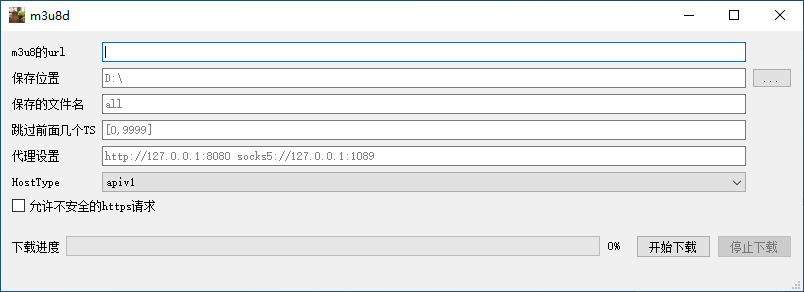 m3u8d
m3u8的url
保存位置 D:\ ...
保存的文件名 all
跳过前面几个TS [0,9999]
代理设置 http://127.0.0.1:8080 socks5://127.0.0.1:1089
HostType apiv1
允许不安全的https请求
下载进度 0% 开始下载 停止下载